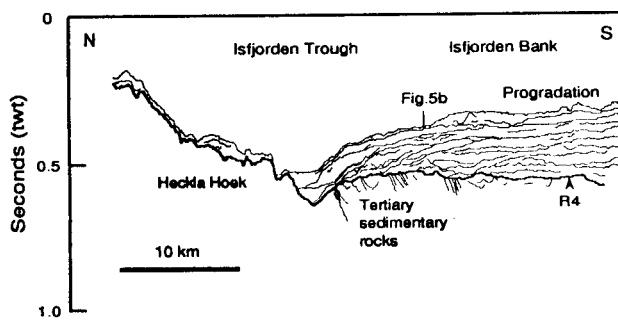 0
N
Isfjorden Trough
Isfjorden Bank
S
Fig.5b
Progradation
Seconds (twt)
0.5
Heckla Hoek
Tertiary
sedimentary
rocks
R4
10 km
1.0